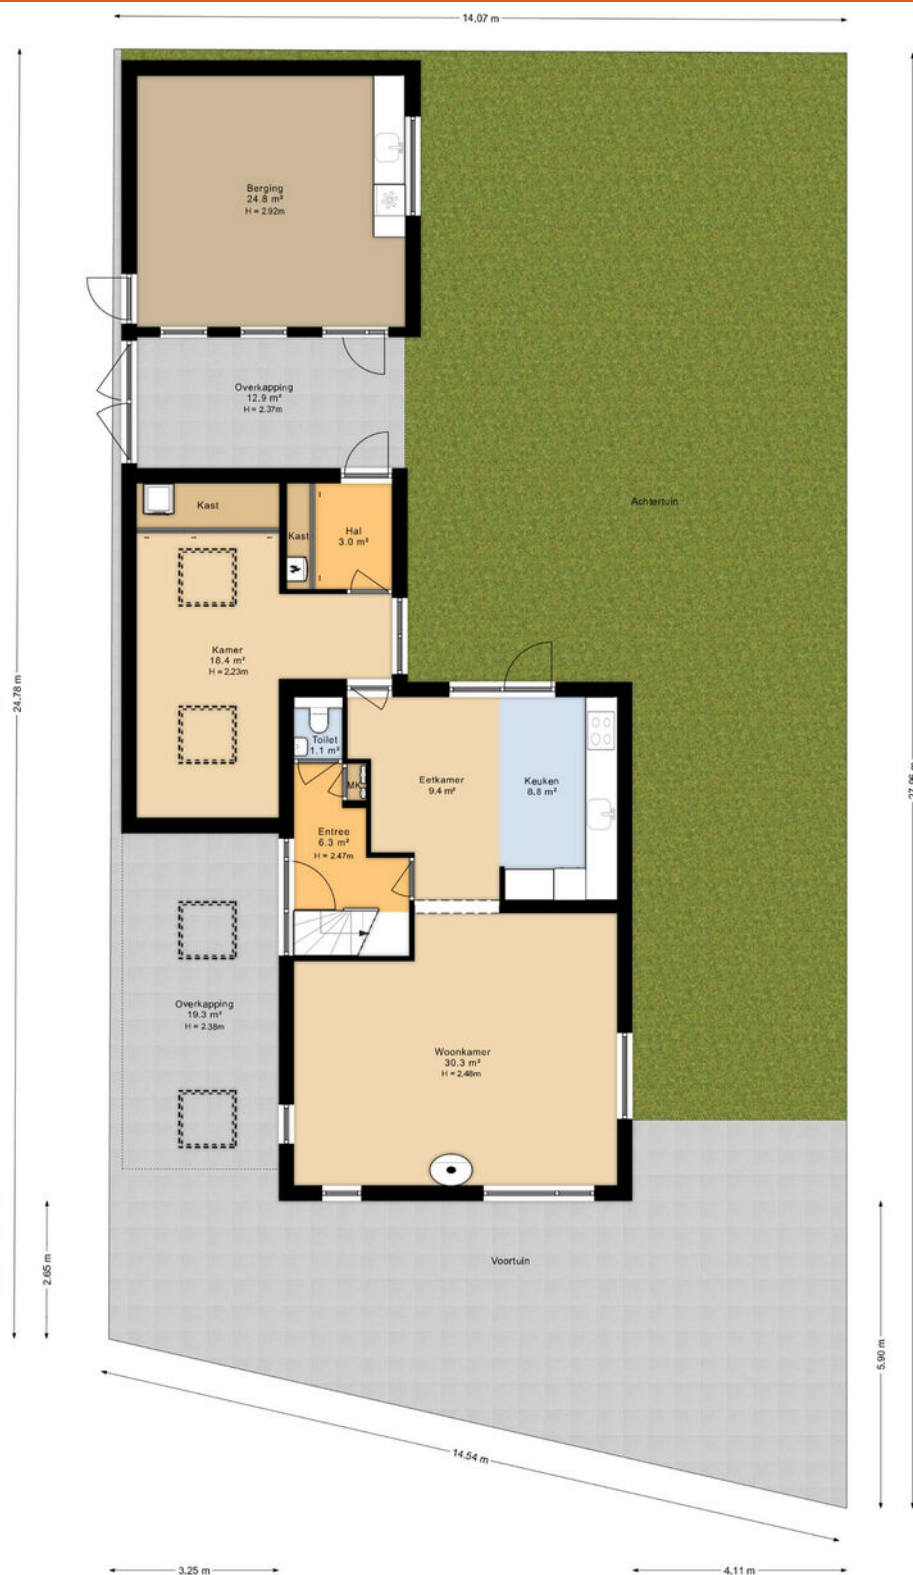 14.07 m
Berging
24.8 m²
H = 2.92m
Overkapping
12.9 m²
H = 2.37m
Achtertuin
Kast
Kast
Hal
3.0 m²
Kamer
18.4 m²
H = 2.23m
24.78 m
Toilet
1.1 m²
MK
Eetkamer
9.4 m²
Keuken
8.8 m²
Entree
6.3 m²
H = 2.47m
Overkapping
19.3 m²
H = 2.38m
Woonkamer
30.3 m²
H = 2.48m
Voortuin
2.65 m
5.90 m
14.54 m
3.25 m
4.11 m